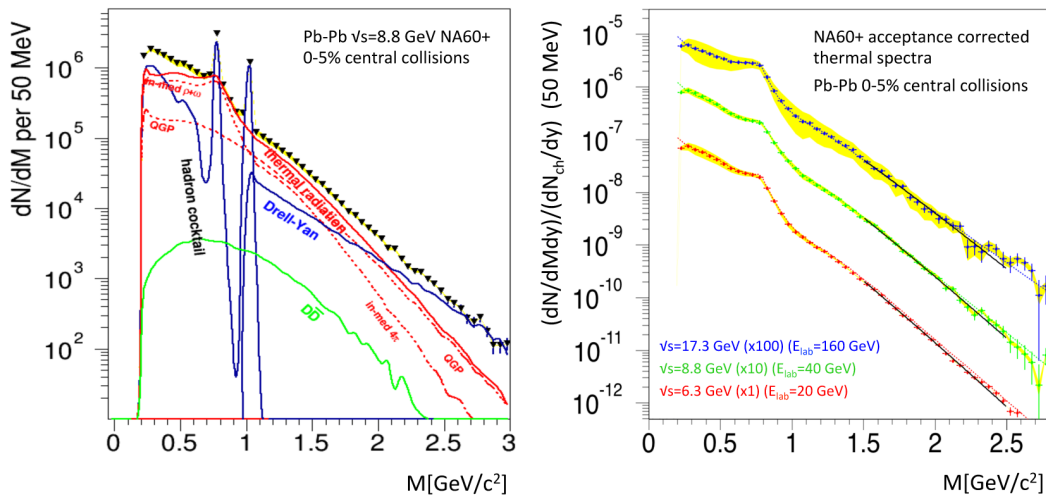 Pb-Pb √s=8.8 GeV NA60+
0-5% central collisions
dN/dM per 50 MeV
10⁶
10⁵
10⁴
10³
10²
in-med ρ+ω
QGP
hadron cocktail
thermal radiation
Drell-Yan
DD̅
in-med 4π
QGP
0 0.5 1 1.5 2 2.5 3
M[GeV/c²]
NA60+ acceptance corrected
thermal spectra
Pb-Pb 0-5% central collisions
(dN/dMdy)/(dN_ch/dy) (50 MeV)
10⁻⁵
10⁻⁶
10⁻⁷
10⁻⁸
10⁻⁹
10⁻¹⁰
10⁻¹¹
10⁻¹²
√s=17.3 GeV (x100) (E_lab=160 GeV)
√s=8.8 GeV (x10) (E_lab=40 GeV)
√s=6.3 GeV (x1) (E_lab=20 GeV)
0 0.5 1 1.5 2 2.5
M[GeV/c²]